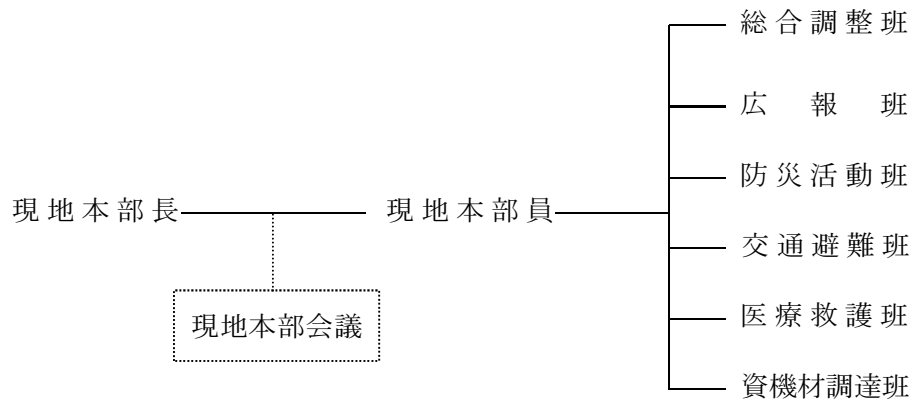 総合調整班
広報班
防災活動班
現地本部長 現地本部員
交通避難班
現地本部会議
医療救護班
資機材調達班